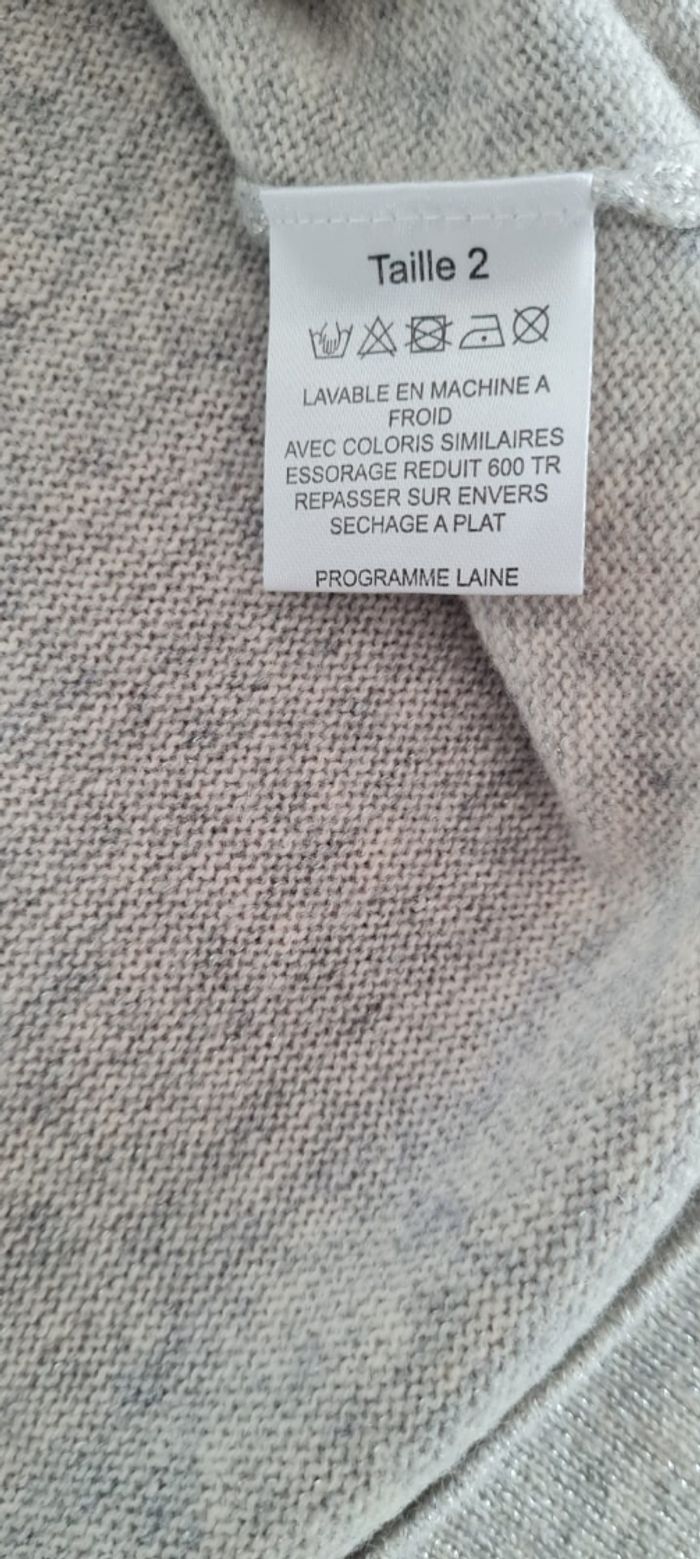 Taille 2
LAVABLE EN MACHINE A
FROID
AVEC COLORIS SIMILAIRES
ESSORAGE REDUIT 600 TR
REPASSER SUR ENVERS
SECHAGE A PLAT
PROGRAMME LAINE